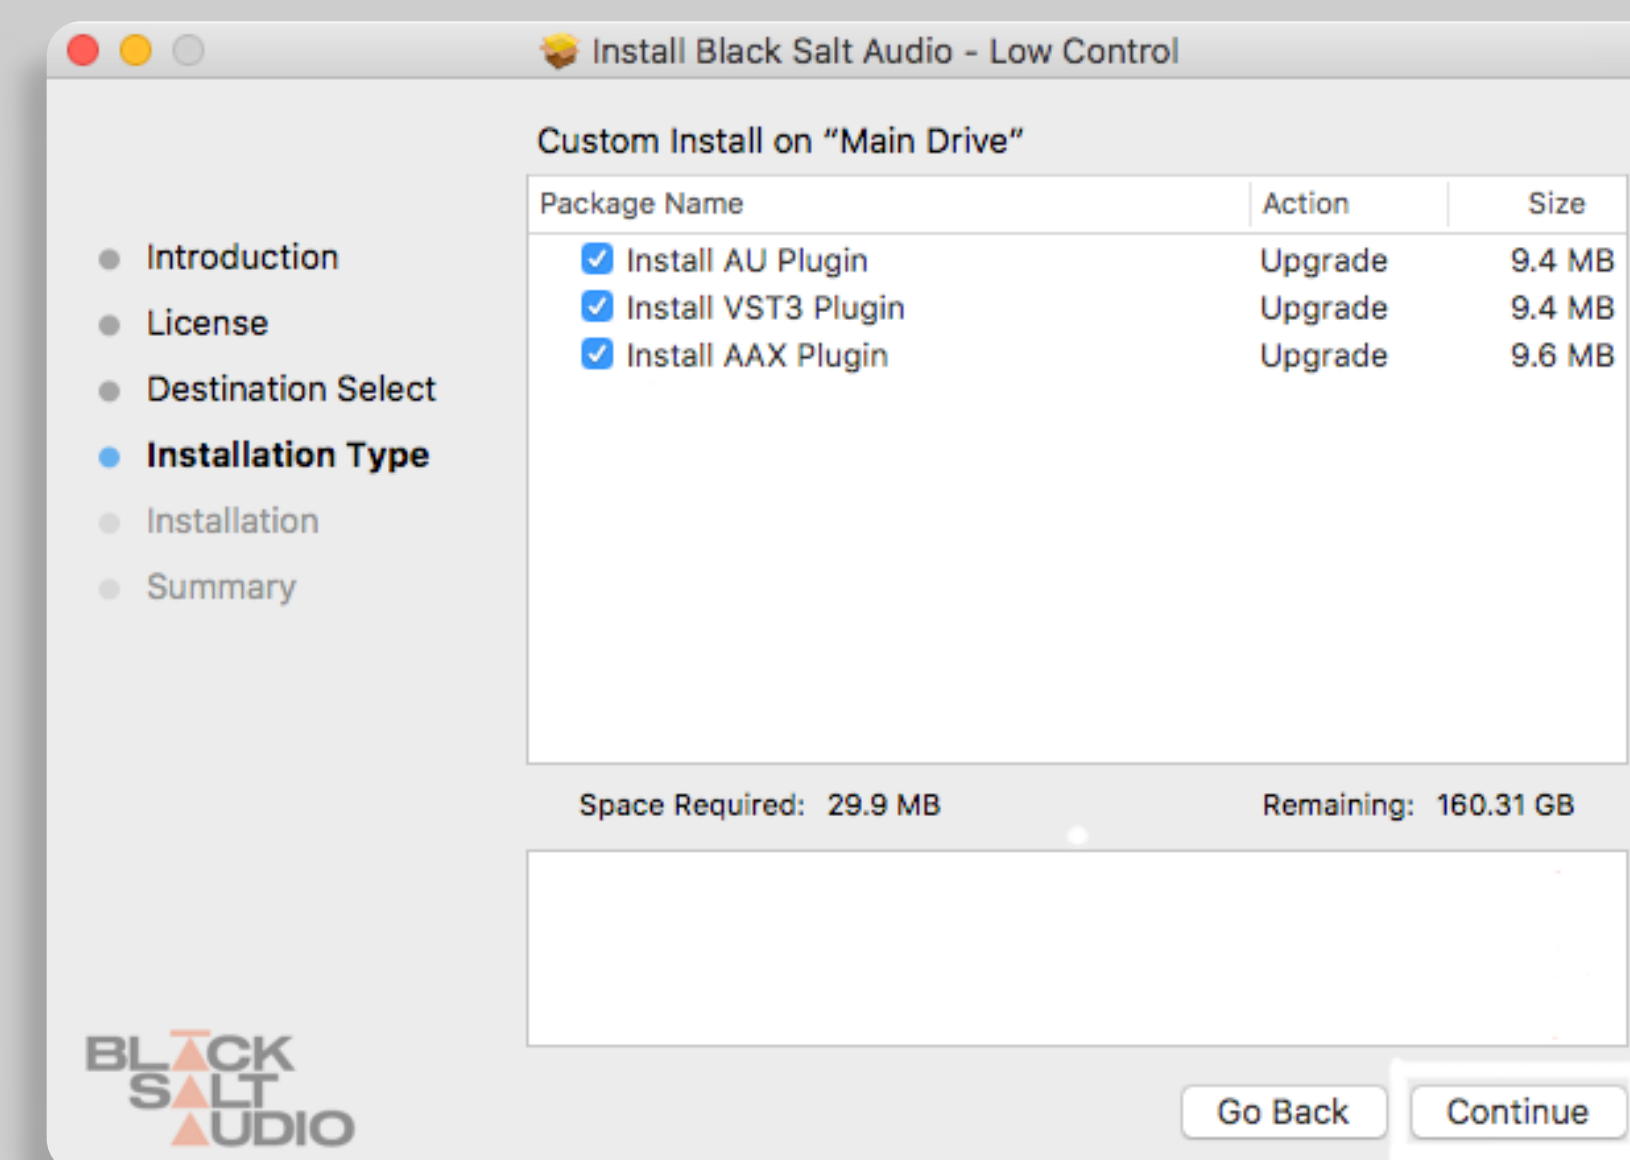 Install Black Salt Audio - Low Control
Custom Install on “Main Drive”
Package Name Action Size
Install AU Plugin Upgrade 9.4 MB
Install VST3 Plugin Upgrade 9.4 MB
Install AAX Plugin Upgrade 9.6 MB
Introduction
License
Destination Select
Installation Type
Installation
Summary
Space Required: 29.9 MB Remaining: 160.31 GB
BLACK
SALT
AUDIO
Go Back Continue